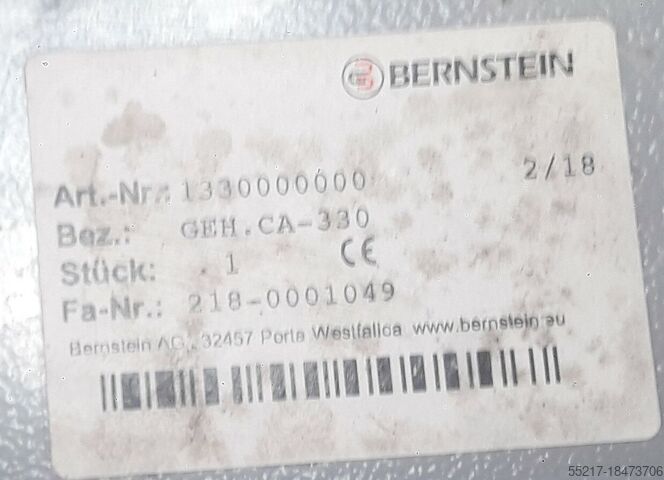 BERNSTEIN
Art.-Nr.: 1330000000 2/18
Bez.: GEH.CA-330
Stück: 1 CE
Fa-Nr.: 218-0001049
Bernstein AG . 32457 Porta Westfalica www.bernstein.eu
55217-18473706